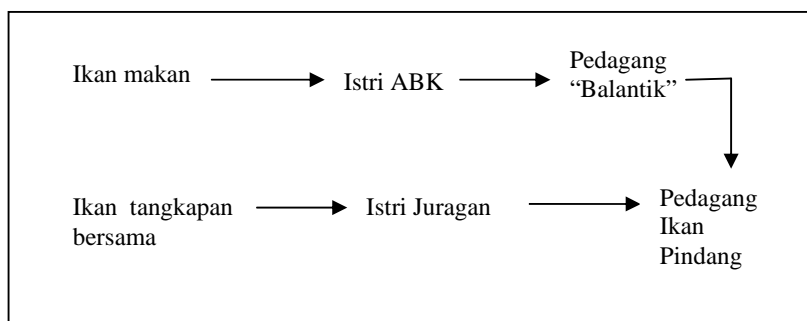 Ikan makan
Istri ABK
Pedagang
“Balantik”
Ikan tangkapan
bersama
Istri Juragan
Pedagang
Ikan
Pindang